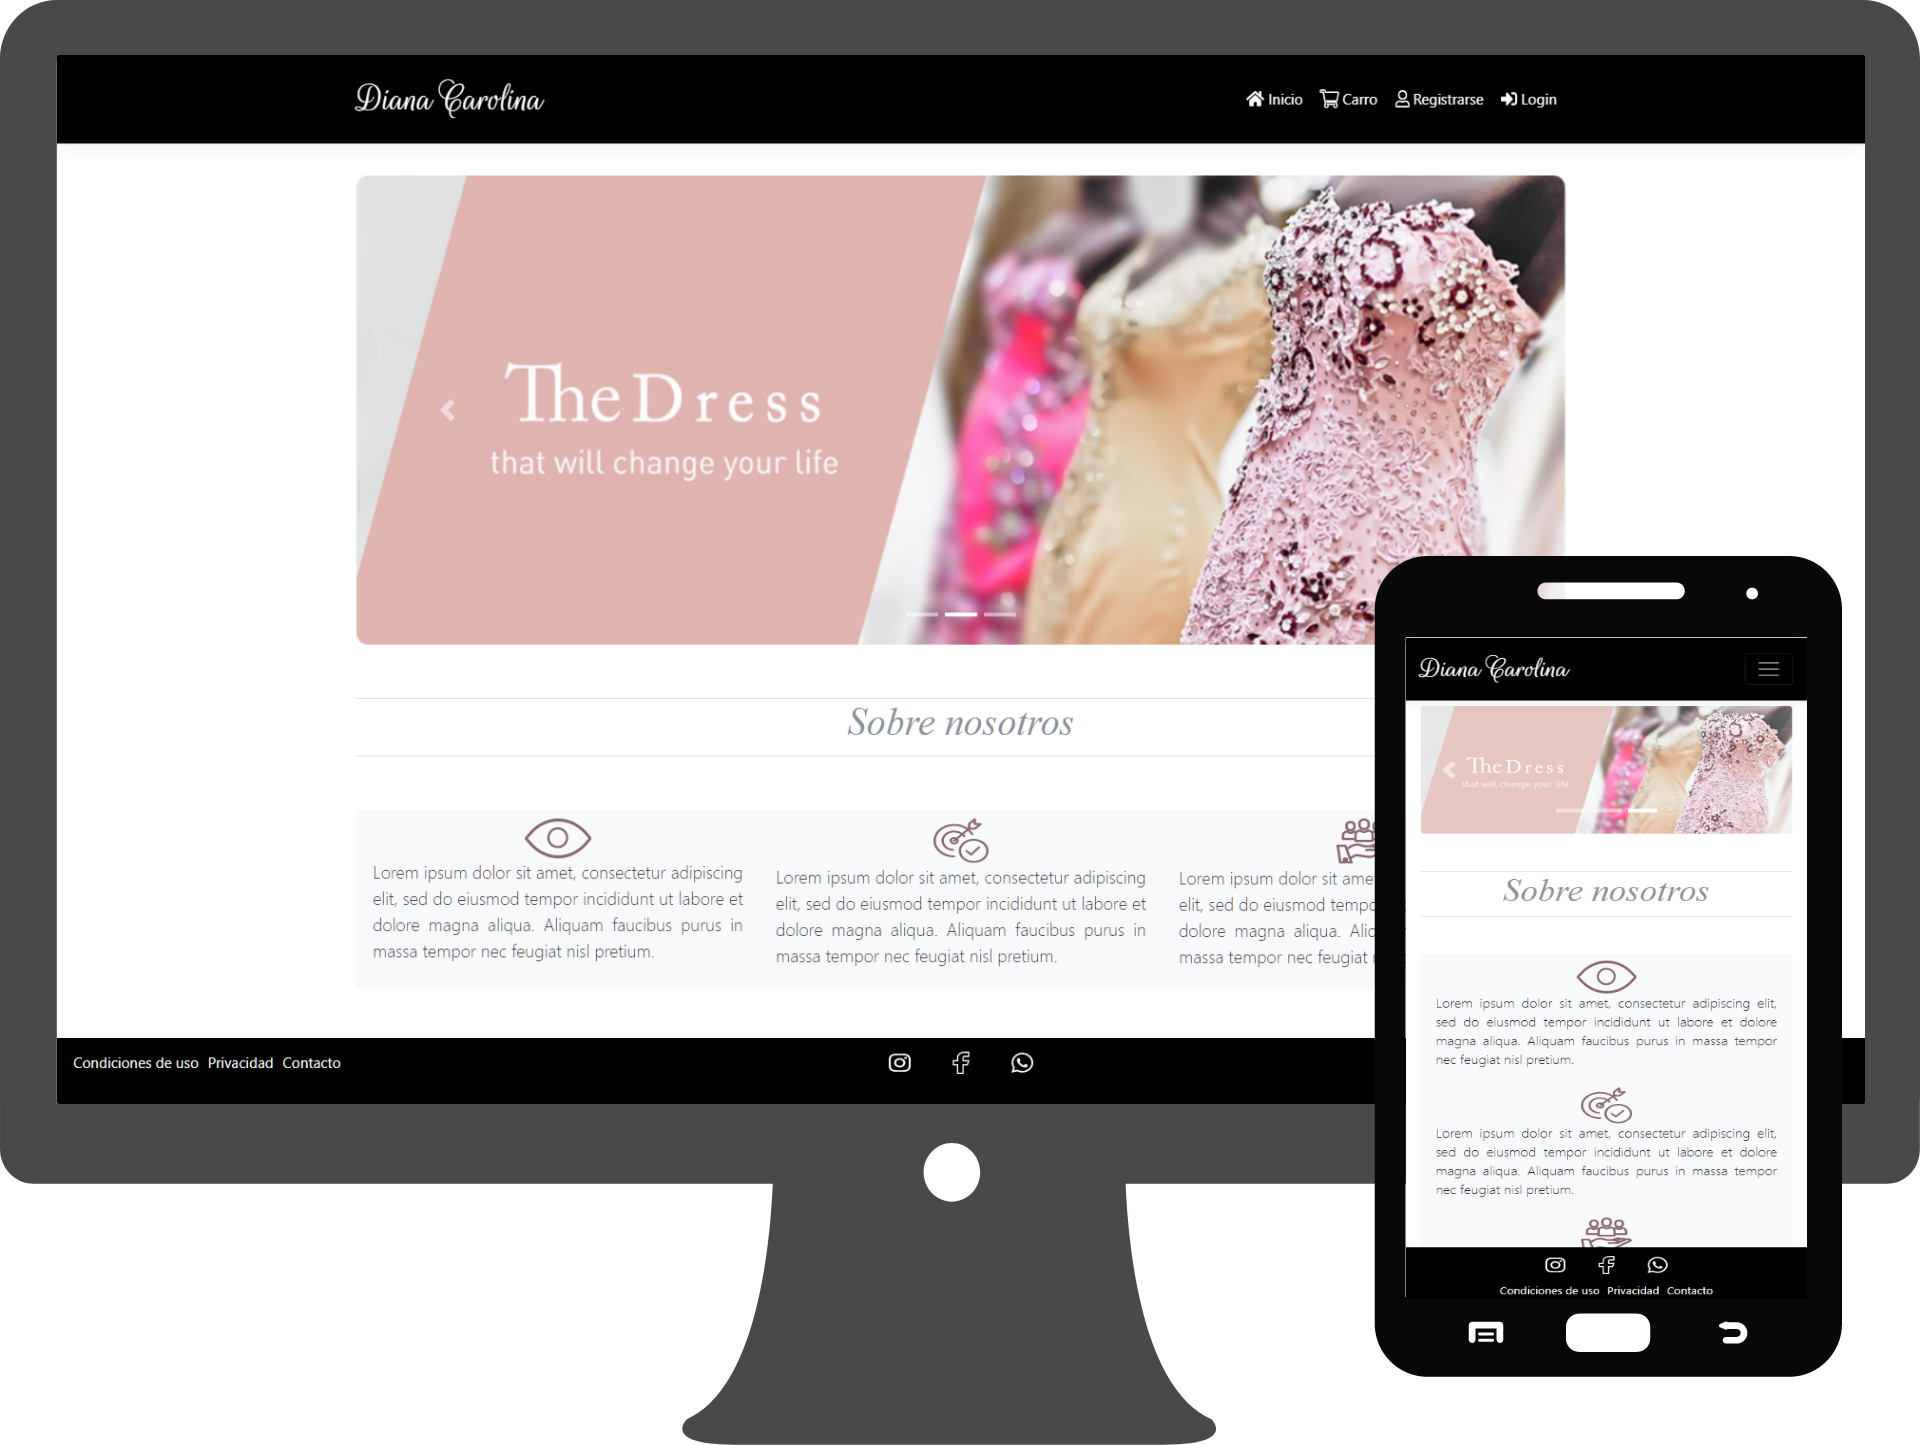 Diana Carolina
Inicio Carro Registrarse Login
The Dress
that will change your life
Sobre nosotros
Lorem ipsum dolor sit amet, consectetur adipiscing
elit, sed do eiusmod tempor incididunt ut labore et
dolore magna aliqua. Aliquam faucibus purus in
massa tempor nec feugiat nisl pretium.
Lorem ipsum dolor sit amet, consectetur adipiscing
elit, sed do eiusmod tempor incididunt ut labore et
dolore magna aliqua. Aliquam faucibus purus in
massa tempor nec feugiat nisl pretium.
Lorem ipsum dolor sit ame
elit, sed do eiusmod tempo
dolore magna aliqua. Aliq
massa tempor nec feugiat
Condiciones de uso Privacidad Contacto
Diana Carolina
The Dress
that will change your life
Sobre nosotros
Lorem ipsum dolor sit amet, consectetur adipiscing elit,
sed do eiusmod tempor incididunt ut labore et dolore
magna aliqua. Aliquam faucibus purus in massa tempor
nec feugiat nisl pretium.
Lorem ipsum dolor sit amet, consectetur adipiscing elit,
sed do eiusmod tempor incididunt ut labore et dolore
magna aliqua. Aliquam faucibus purus in massa tempor
nec feugiat nisl pretium.
Condiciones de uso Privacidad Contacto